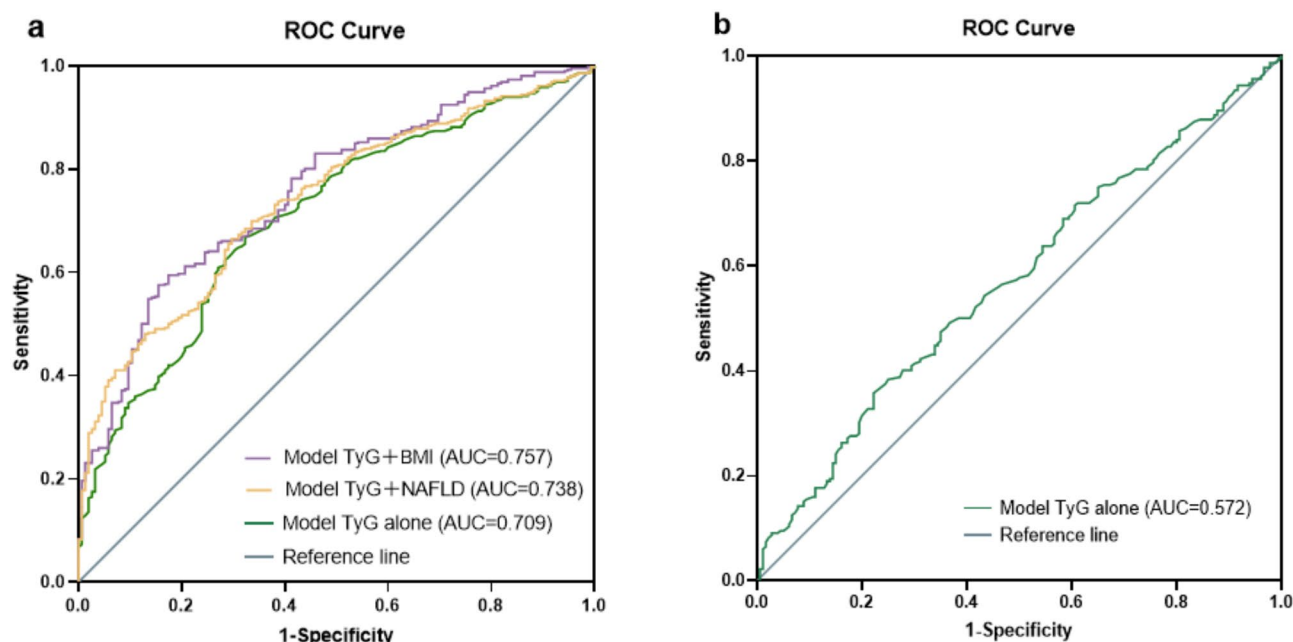 a
ROC Curve
1.0
0.8
0.6
0.4
0.2
0.0
Sensitivity
Model TyG+BMI (AUC=0.757)
Model TyG+NAFLD (AUC=0.738)
Model TyG alone (AUC=0.709)
Reference line
0.0 0.2 0.4 0.6 0.8 1.0
1-Specificity
b
ROC Curve
1.0
0.8
0.6
0.4
0.2
0.0
Sensitivity
Model TyG alone (AUC=0.572)
Reference line
0.0 0.2 0.4 0.6 0.8 1.0
1-Specificity